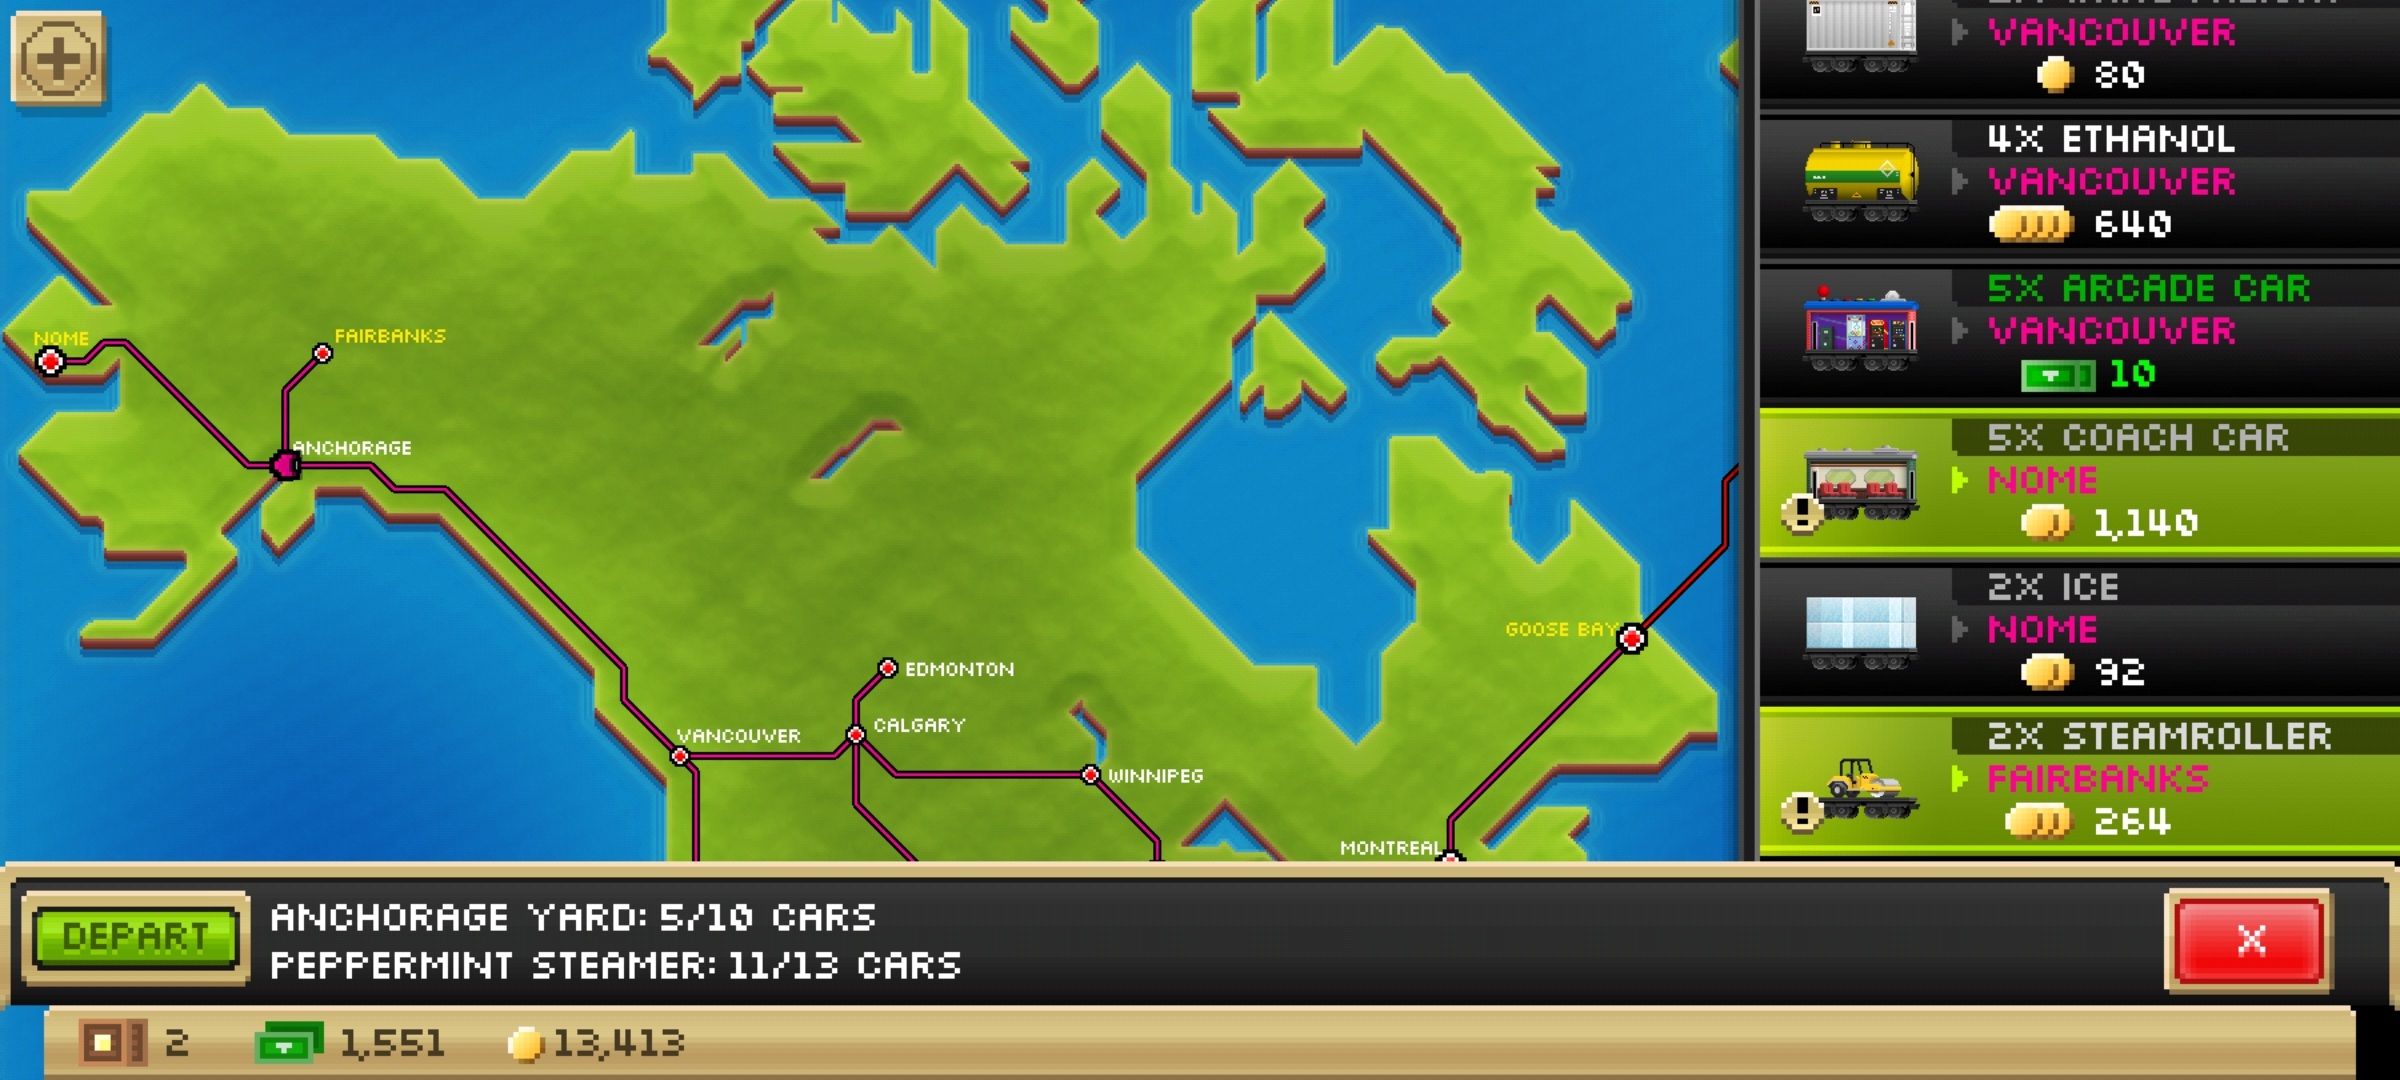 NOME
FAIRBANKS
ANCHORAGE
EDMONTON
VANCOUVER
CALGARY
WINNIPEG
GOOSE BAY
MONTREAL
VANCOUVER
80
4X ETHANOL
VANCOUVER
640
5X ARCADE CAR
VANCOUVER
10
5X COACH CAR
NOME
1,140
2X ICE
NOME
92
2X STEAMROLLER
FAIRBANKS
264
DEPART
ANCHORAGE YARD: 5/10 CARS
PEPPERMINT STEAMER: 11/13 CARS
X
2
1,551
13,413